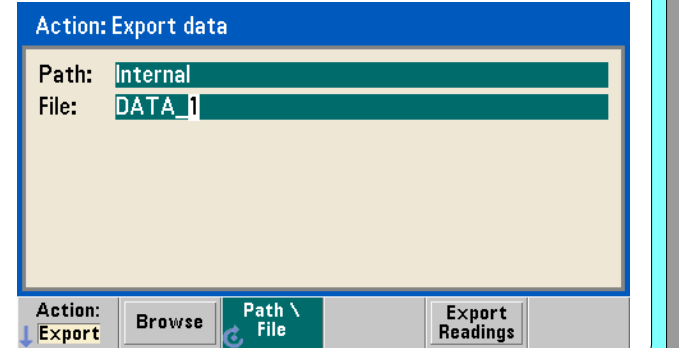 Action: Export data
Path: Internal
File: DATA_1
Action:
Export
Browse
Path \
File
Export
Readings